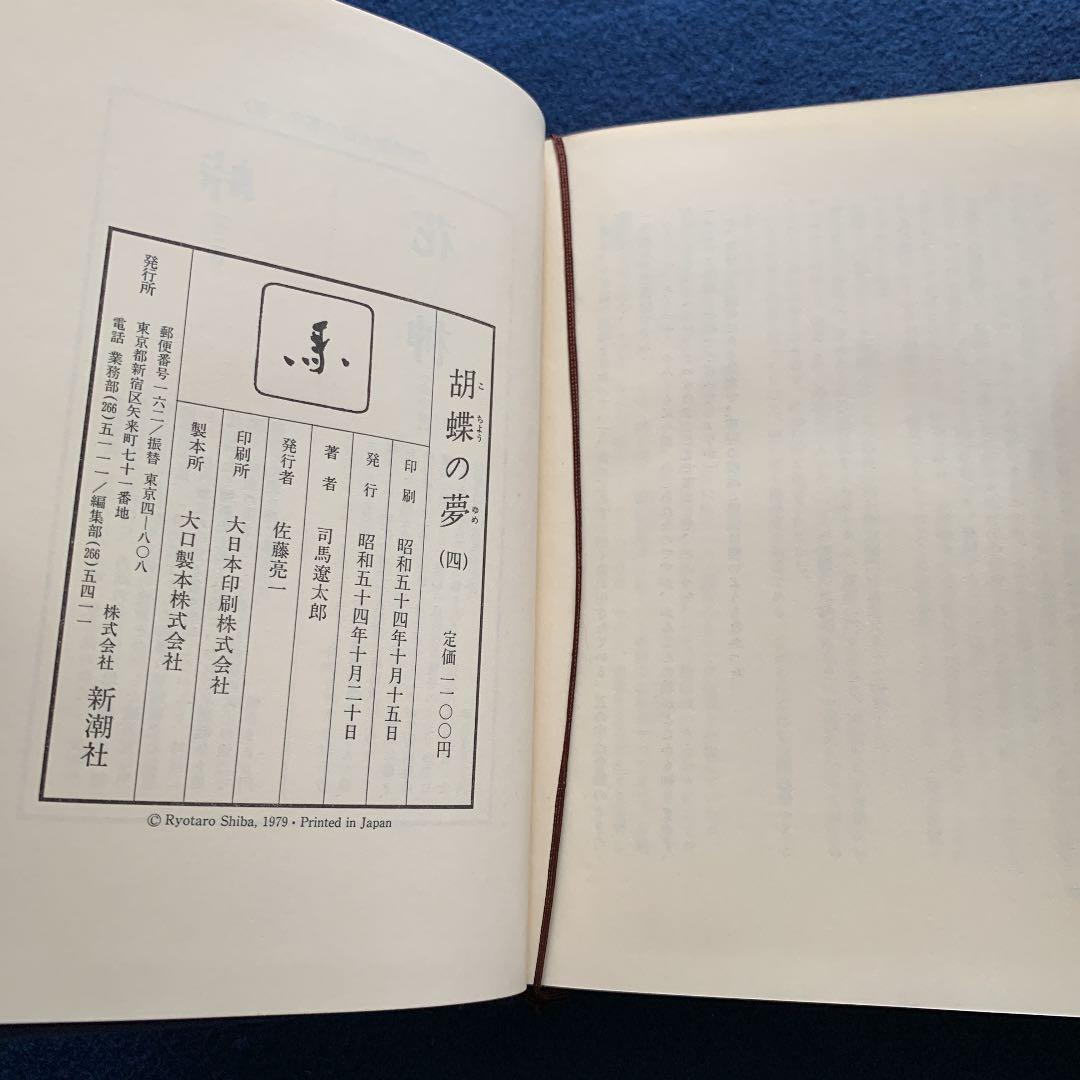 胡蝶の夢(四)
こちょう
ゆめ
定価 一一〇〇円
印刷 昭和五十四年十月十五日
発行 昭和五十四年十月二十日
著者 司馬遼太郎
発行者 佐藤亮一
印刷所 大日本印刷株式会社
製本所 大口製本株式会社
発行所
郵便番号一六二/振替 東京四―八〇八
東京都新宿区矢来町七十一番地
電話 業務部(266)五一一一/編集部(266)五四一一
株式会社 新潮社
© Ryotaro Shiba, 1979・Printed in Japan